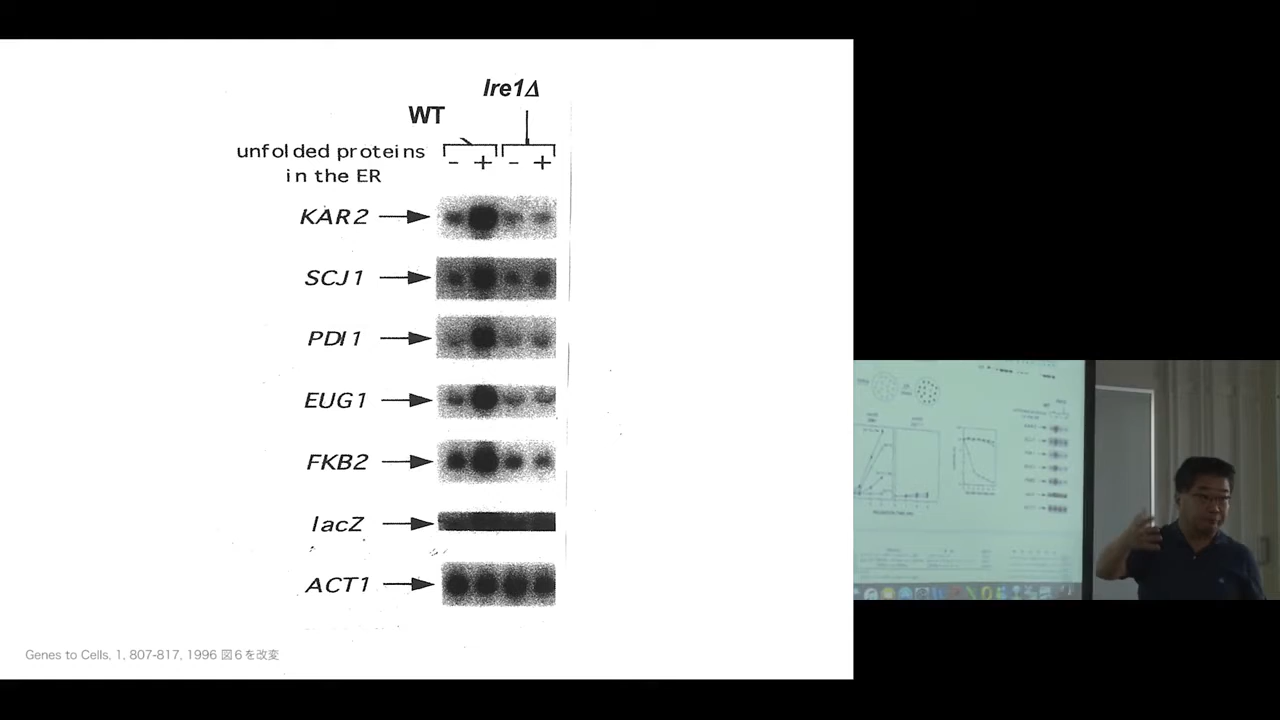 Ire1Δ
WT
unfolded proteins
in the ER
- + - +
KAR2
SCJ1
PDI1
EUG1
FKB2
lacZ
ACT1
Genes to Cells, 1, 807-817, 1996 図6を改変